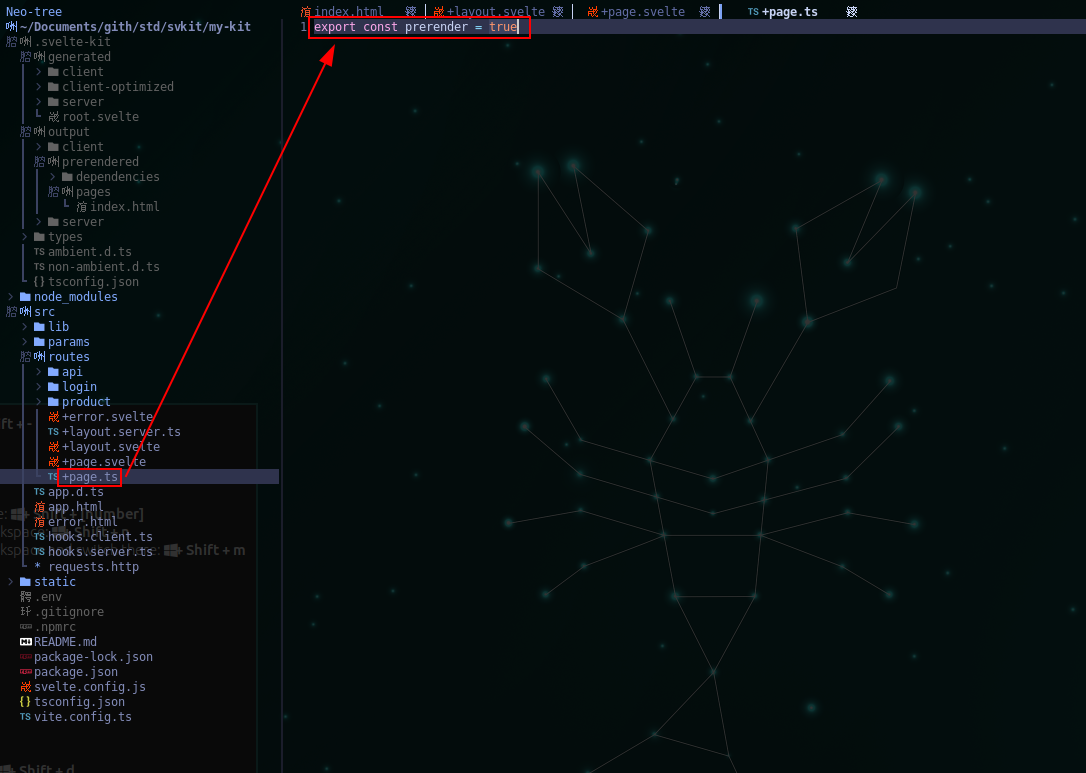 Neo-tree
~/Documents/gith/std/svkit/my-kit
.svelte-kit
generated
client
client-optimized
server
root.svelte
output
client
prerendered
dependencies
pages
index.html
server
types
TS ambient.d.ts
TS non-ambient.d.ts
{} tsconfig.json
node_modules
src
lib
params
routes
api
login
product
+error.svelte
TS +layout.server.ts
+layout.svelte
+page.svelte
TS +page.ts
TS app.d.ts
app.html
error.html
TS hooks.client.ts
TS hooks.server.ts
* requests.http
static
.env
.gitignore
.npmrc
README.md
package-lock.json
package.json
svelte.config.js
{} tsconfig.json
TS vite.config.ts
index.html
+layout.svelte
+page.svelte
TS +page.ts
1 export const prerender = true
Shift + [number]
Shift + n
Shift + m
Shift + d